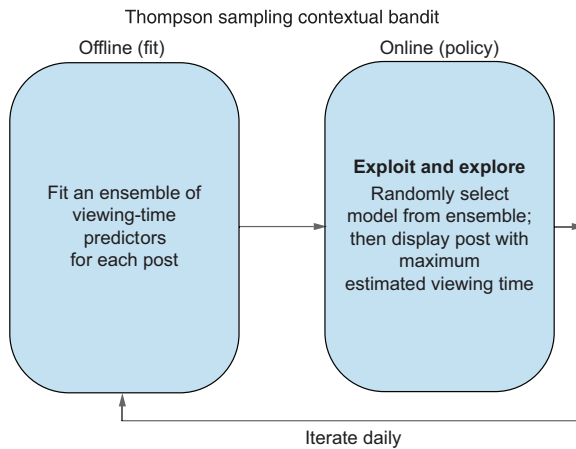 Thompson sampling contextual bandit
Offline (fit)
Online (policy)
Fit an ensemble of
viewing-time
predictors
for each post
Exploit and explore
Randomly select
model from ensemble;
then display post with
maximum
estimated viewing time
Iterate daily